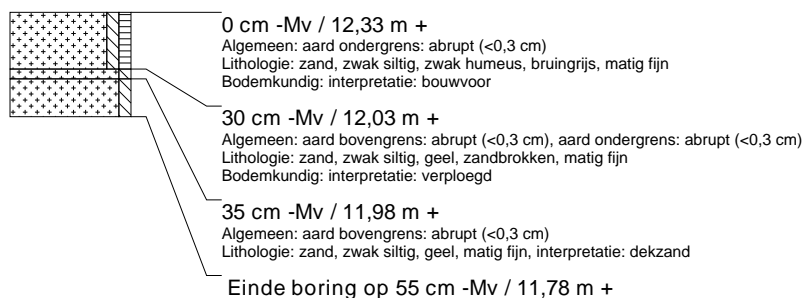 0 cm -Mv / 12,33 m +
Algemeen: aard ondergrens: abrupt (<0,3 cm)
Lithologie: zand, zwak siltig, zwak humeus, bruingrijs, matig fijn
Bodemkundig: interpretatie: bouwvoor
30 cm -Mv / 12,03 m +
Algemeen: aard bovengrens: abrupt (<0,3 cm), aard ondergrens: abrupt (<0,3 cm)
Lithologie: zand, zwak siltig, geel, zandbrokken, matig fijn
Bodemkundig: interpretatie: verploegd
35 cm -Mv / 11,98 m +
Algemeen: aard bovengrens: abrupt (<0,3 cm)
Lithologie: zand, zwak siltig, geel, matig fijn, interpretatie: dekzand
Einde boring op 55 cm -Mv / 11,78 m +